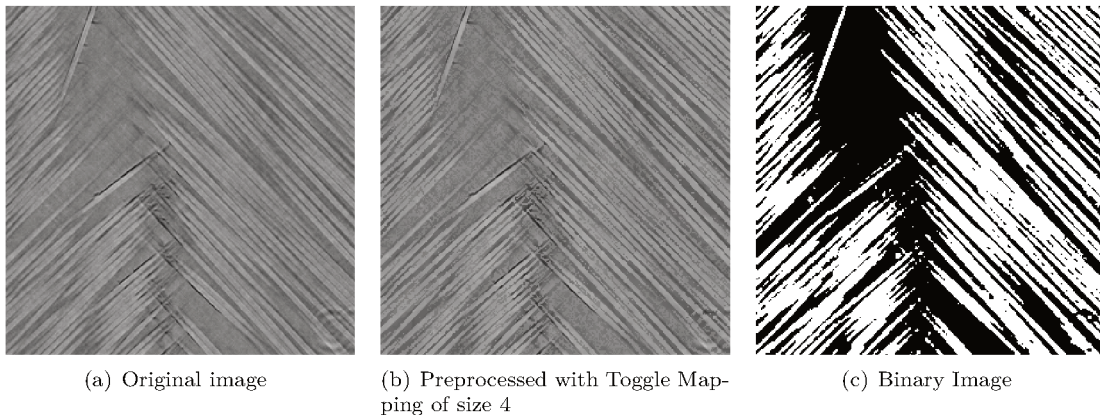 (a) Original image
(b) Preprocessed with Toggle Map-
ping of size 4
(c) Binary Image